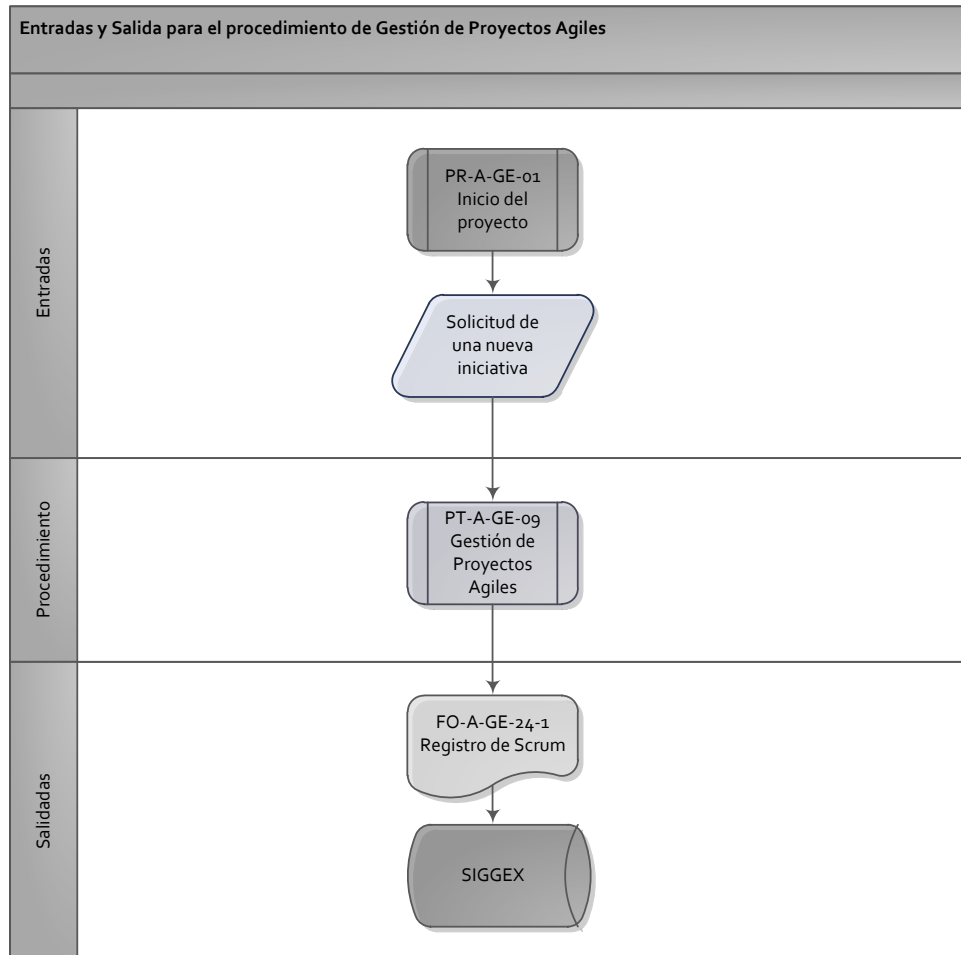 Entradas y Salida para el procedimiento de Gestión de Proyectos Agiles
Entradas
PR-A-GE-01
Inicio del
proyecto
Solicitud de
una nueva
iniciativa
Procedimiento
PT-A-GE-09
Gestión de
Proyectos
Agiles
Salidadas
FO-A-GE-24-1
Registro de Scrum
SIGGEX